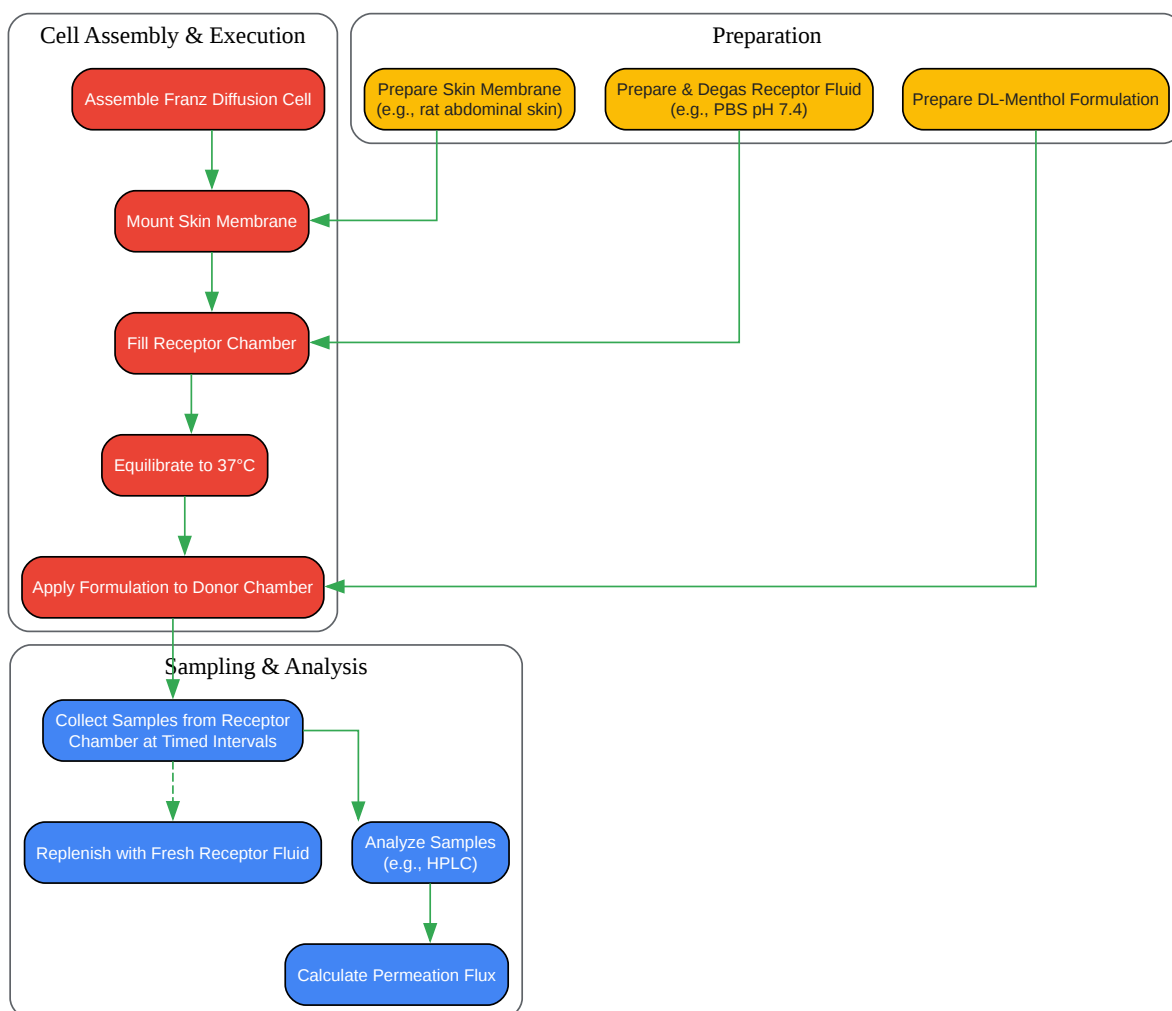 Cell Assembly & Execution
Assemble Franz Diffusion Cell
Mount Skin Membrane
Fill Receptor Chamber
Equilibrate to 37°C
Apply Formulation to Donor Chamber
Preparation
Prepare Skin Membrane
(e.g., rat abdominal skin)
Prepare & Degas Receptor Fluid
(e.g., PBS pH 7.4)
Prepare DL-Menthol Formulation
Sampling & Analysis
Collect Samples from Receptor
Chamber at Timed Intervals
Replenish with Fresh Receptor Fluid
Analyze Samples
(e.g., HPLC)
Calculate Permeation Flux